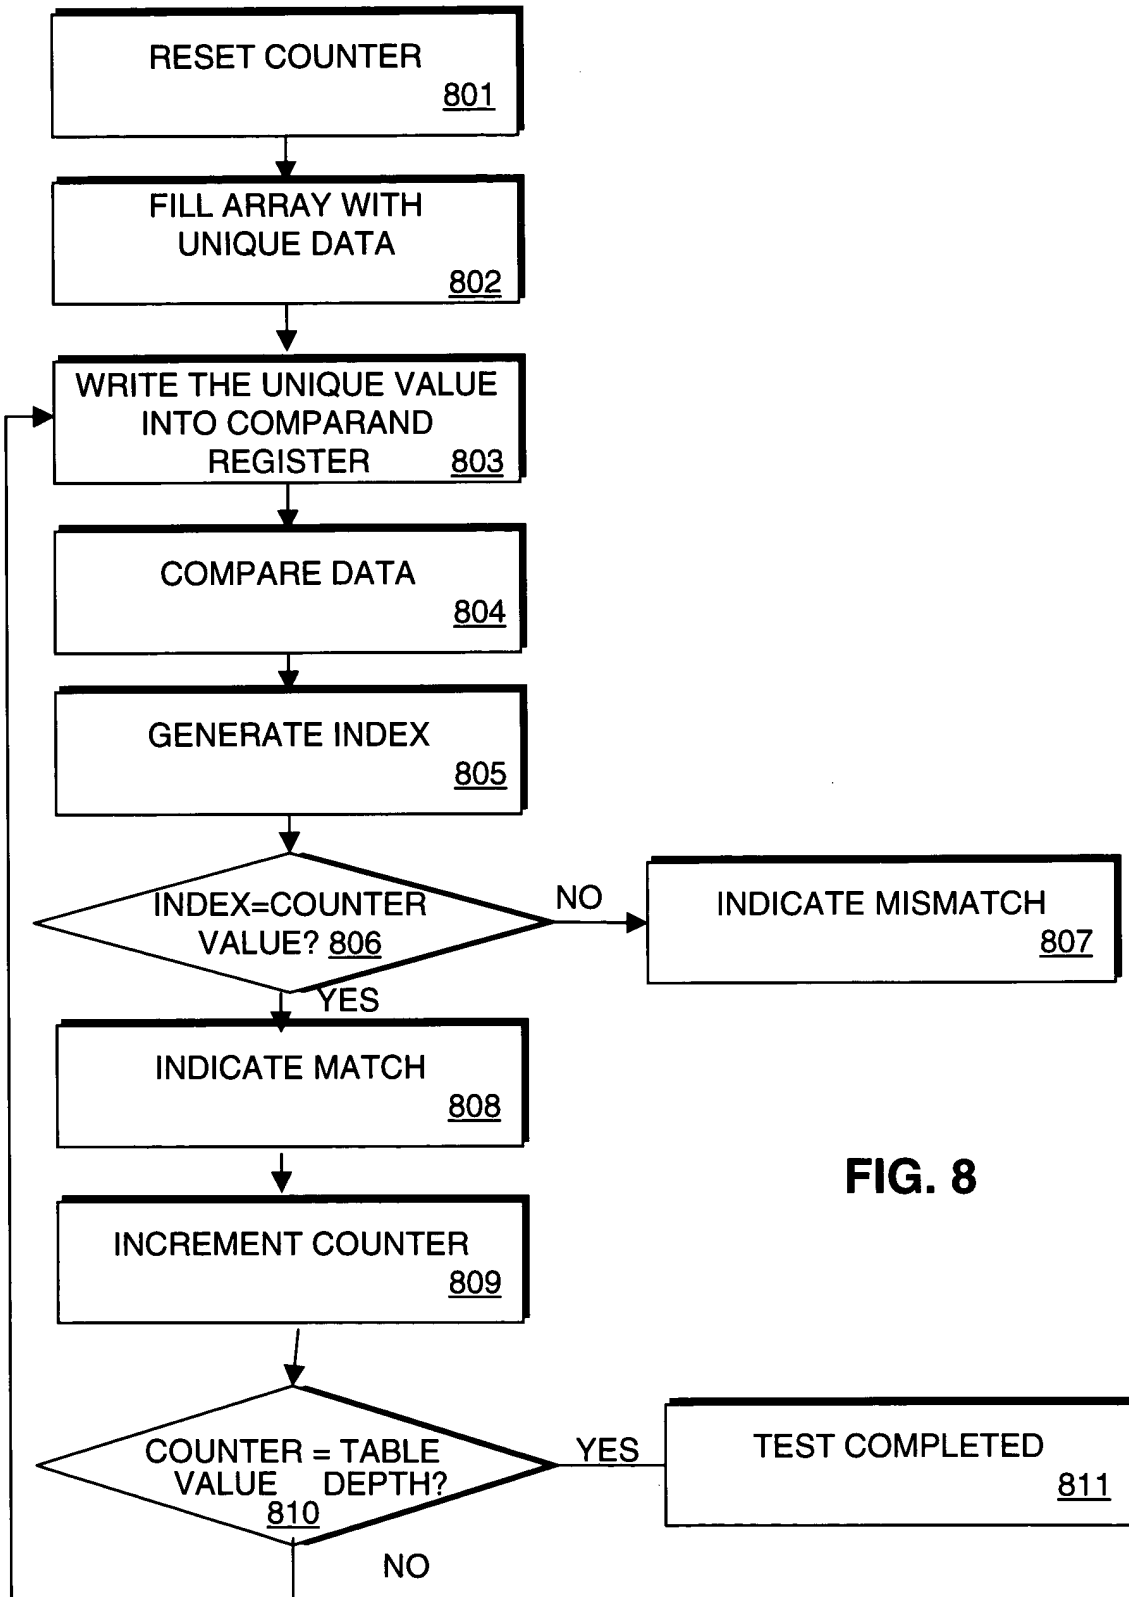 RESET COUNTER
801
FILL ARRAY WITH
UNIQUE DATA
802
WRITE THE UNIQUE VALUE
INTO COMPARAND
REGISTER 803
COMPARE DATA
804
GENERATE INDEX
805
INDEX=COUNTER
VALUE? 806
NO
INDICATE MISMATCH
807
YES
INDICATE MATCH
808
FIG. 8
INCREMENT COUNTER
809
COUNTER = TABLE
VALUE DEPTH?
810
YES
TEST COMPLETED
811
NO